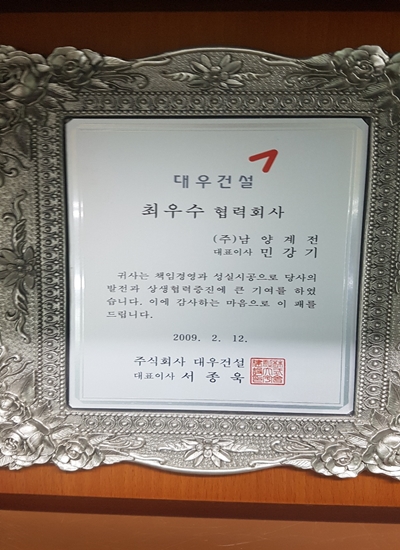 대우건설
최우수 협력회사
(주)남 양 계 전
대표이사 민 강 기
귀사는 책임경영과 성실시공으로 당사의
발전과 상생협력증진에 큰 기여를 하였
습니다. 이에 감사하는 마음으로 이 패를
드립니다.
2009. 2. 12.
주식회사 대우건설
대표이사 서 종 욱